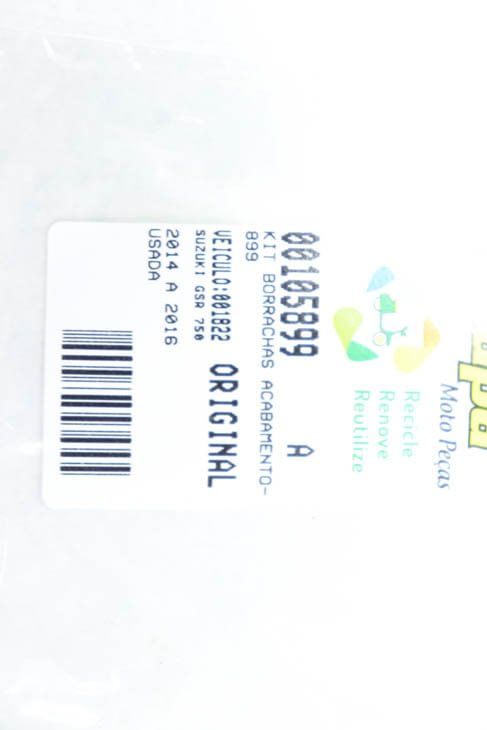 Moto Peças
Recicle
Renove
Reutilize
00105899 A
KIT BORRACHAS ACABAMENTO-
899
VEICULO:001822 ORIGINAL
SUZUKI GSR 750
2014 A 2016
USADA